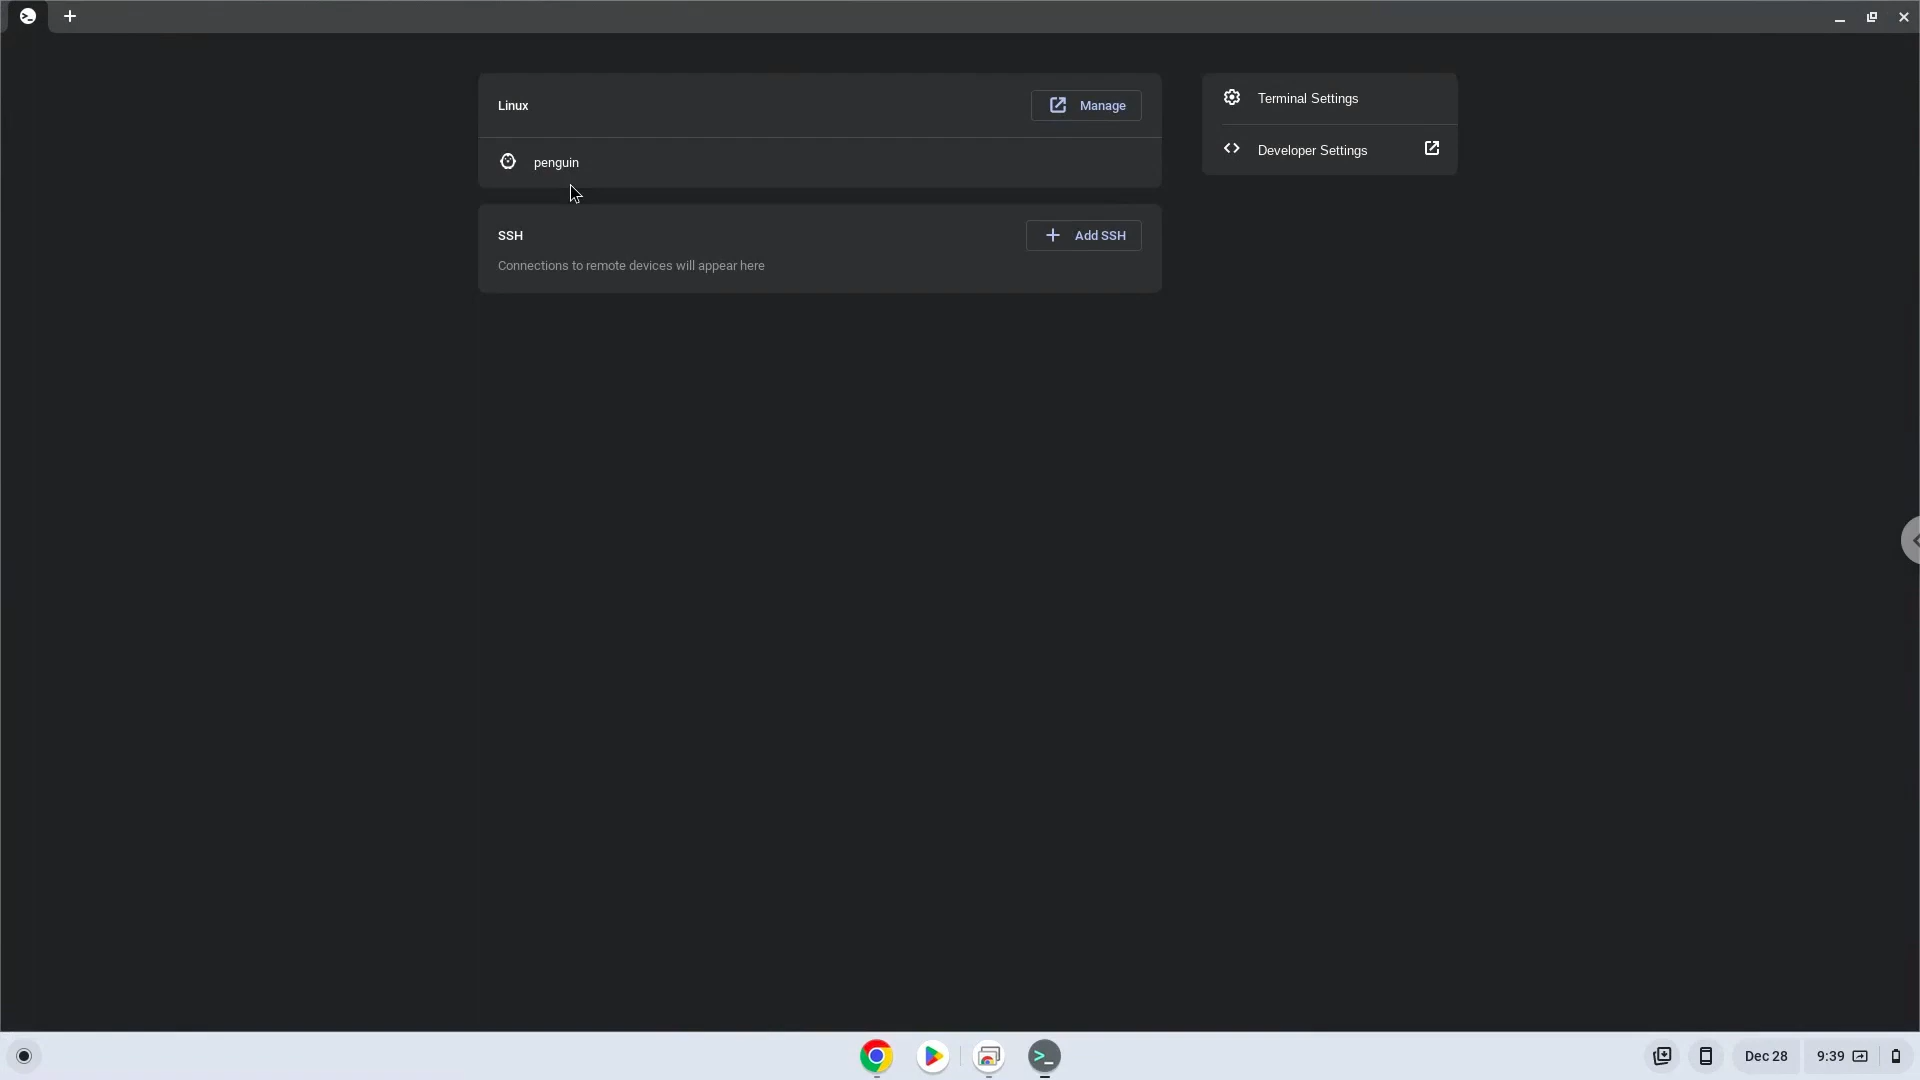 Linux
Manage
penguin
SSH
Add SSH
Connections to remote devices will appear here
Terminal Settings
Developer Settings
Dec 28
9:39